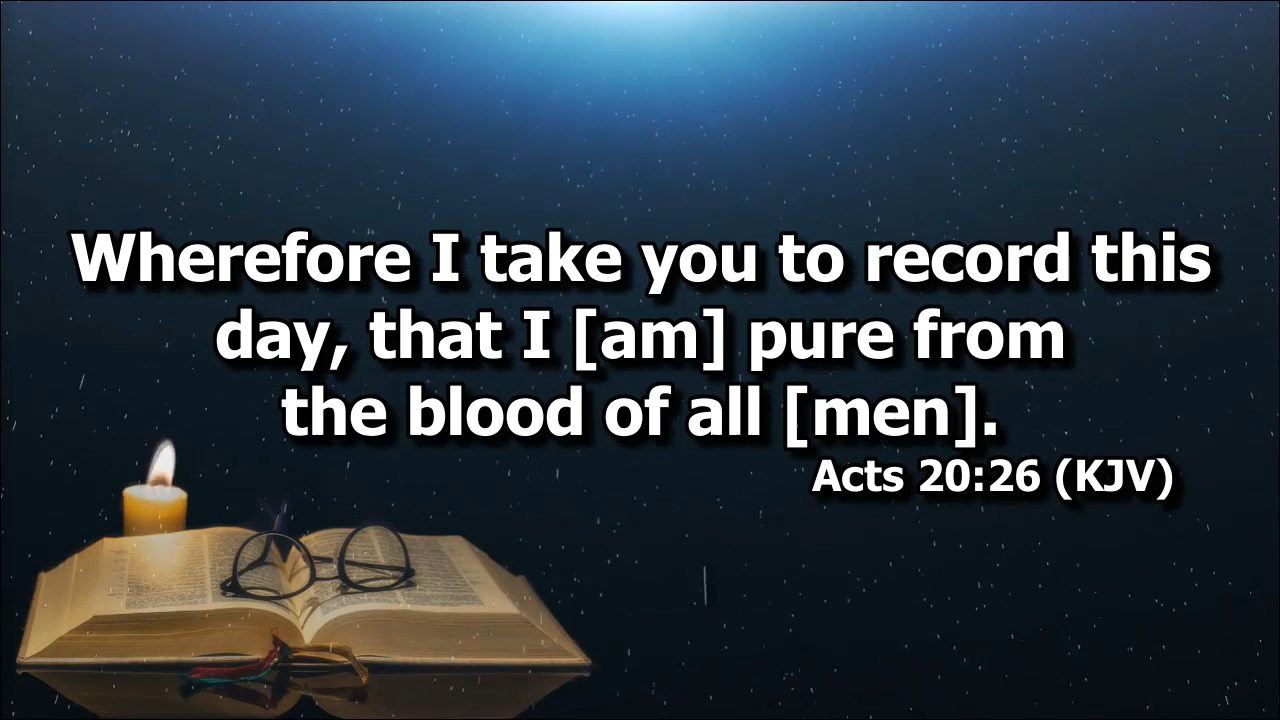 Wherefore I take you to record this
day, that I [am] pure from
the blood of all [men].
Acts 20:26 (KJV)